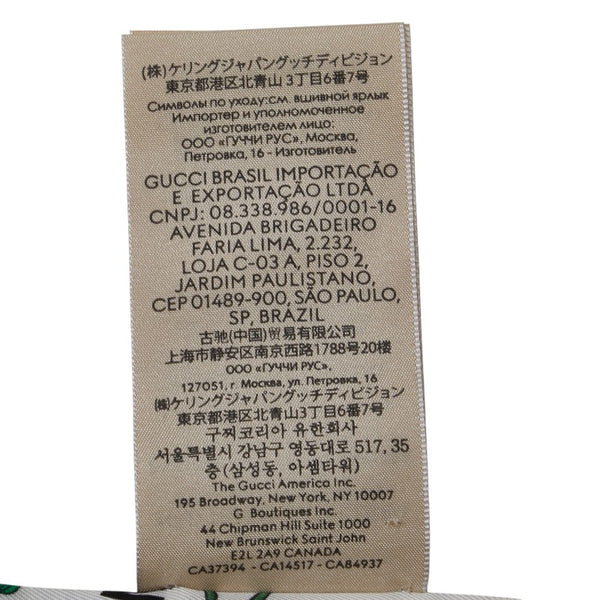 (株)ケリングジャパングッチディビジョン
東京都港区北青山 3丁目6番7号
Символы по уходу:см. вшивной ярлык
Импортер и уполномоченное
изготовителем лицо:
ООО «ГУЧЧИ РУС», Москва,
Петровка, 16 - Изготовитель
GUCCI BRASIL IMPORTAÇÃO
E EXPORTAÇÃO LTDA
CNPJ: 08.338.986/0001-16
AVENIDA BRIGADEIRO
FARIA LIMA, 2.232,
LOJA C-03 A, PISO 2,
JARDIM PAULISTANO,
CEP 01489-900, SÃO PAULO,
SP, BRAZIL
古驰(中国)贸易有限公司
上海市静安区南京西路1788号20楼
ООО «ГУЧЧИ РУС»,
127051, г. Москва, ул. Петровка, 16
(株)ケリングジャパングッチディビジョン
東京都港区北青山3丁目6番7号
구찌코리아 유한회사
서울특별시 강남구 영동대로 517, 35
층 (삼성동, 아셈타워)
The Gucci America Inc.
195 Broadway, New York, NY 10007
G Boutiques Inc.
44 Chipman Hill Suite 1000
New Brunswick Saint John
E2L 2A9 CANADA
CA37394 - CA14517 - CA84937